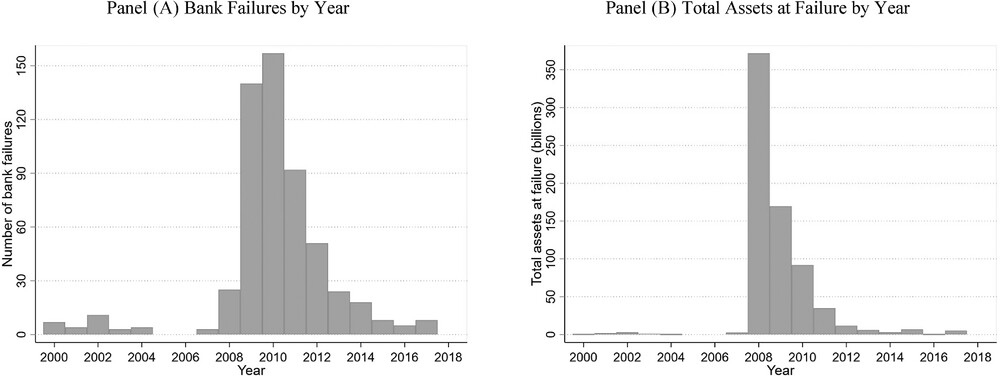 Panel (A) Bank Failures by Year
Number of bank failures
150
120
90
60
30
0
2000 2002 2004 2006 2008 2010 2012 2014 2016 2018
Year
Panel (B) Total Assets at Failure by Year
Total assets at failure (billions)
350
300
250
200
150
100
50
0
2000 2002 2004 2006 2008 2010 2012 2014 2016 2018
Year